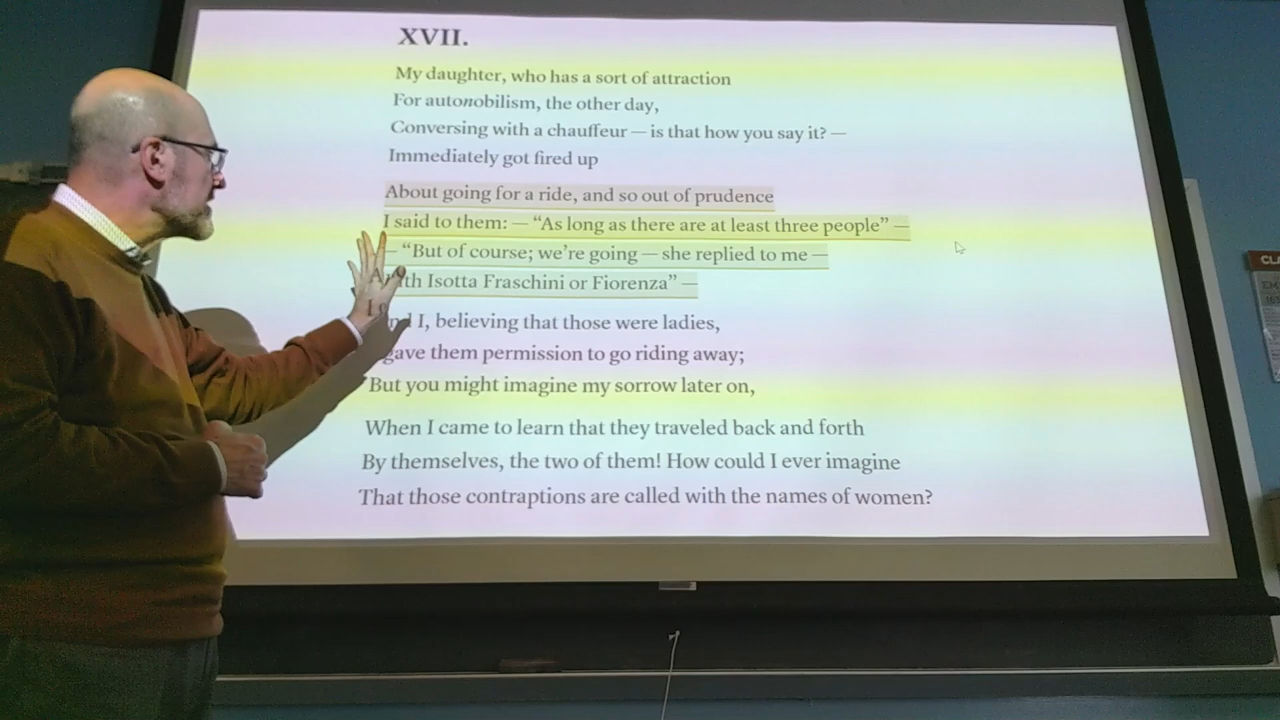 XVII.
My daughter, who has a sort of attraction
For autonobilism, the other day,
Conversing with a chauffeur — is that how you say it? —
Immediately got fired up
About going for a ride, and so out of prudence
I said to them: — “As long as there are at least three people” —
— “But of course; we’re going — she replied to me —
Isotta Fraschini or Fiorenza” —
I, believing that those were ladies,
gave them permission to go riding away;
But you might imagine my sorrow later on,
When I came to learn that they traveled back and forth
By themselves, the two of them! How could I ever imagine
That those contraptions are called with the names of women?
CL